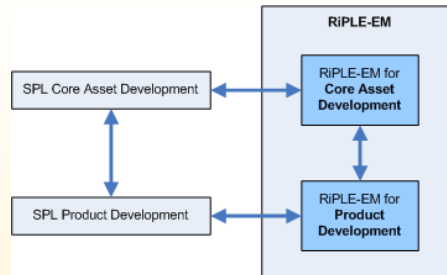 RiPLE-EM
SPL Core Asset Development
RiPLE-EM for
Core Asset
Development
SPL Product Development
RiPLE-EM for
Product
Development